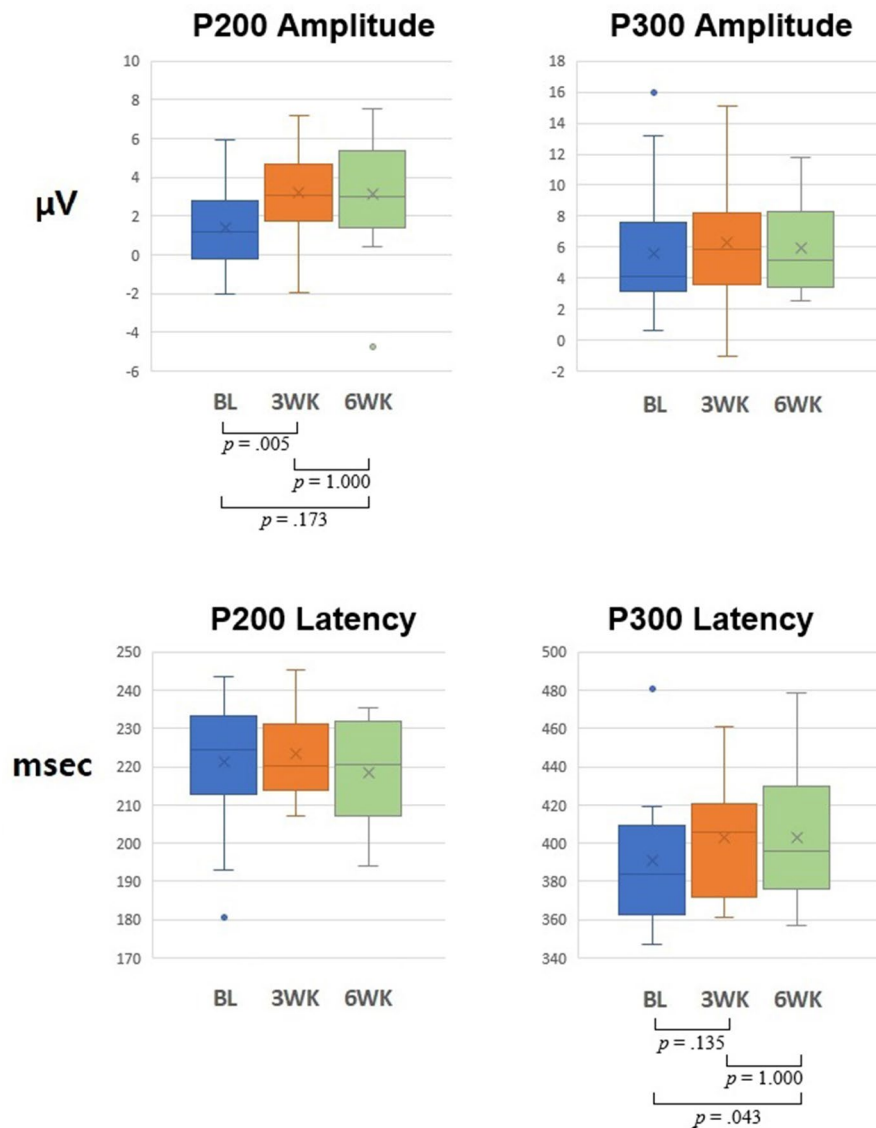 P200 Amplitude
10
8
6
4
2
0
-2
-4
-6
μV
BL 3WK 6WK
p = .005
p = 1.000
p = .173
P300 Amplitude
18
16
14
12
10
8
6
4
2
0
-2
BL 3WK 6WK
P200 Latency
250
240
230
220
210
200
190
180
170
msec
BL 3WK 6WK
P300 Latency
500
480
460
440
420
400
380
360
340
BL 3WK 6WK
p = .135
p = 1.000
p = .043